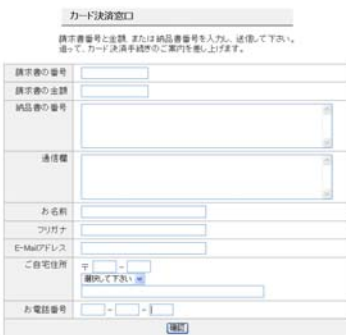 カード決済窓口
請求書番号と金額、または納品書番号を入力し、送信して下さい。
追って、カード決済手続きのご案内を差し上げます。
請求書の番号
請求書の金額
納品書の番号
通信欄
お名前
フリガナ
E-Mailアドレス
ご自宅住所
〒 -
選択して下さい
お電話番号
- -
確認